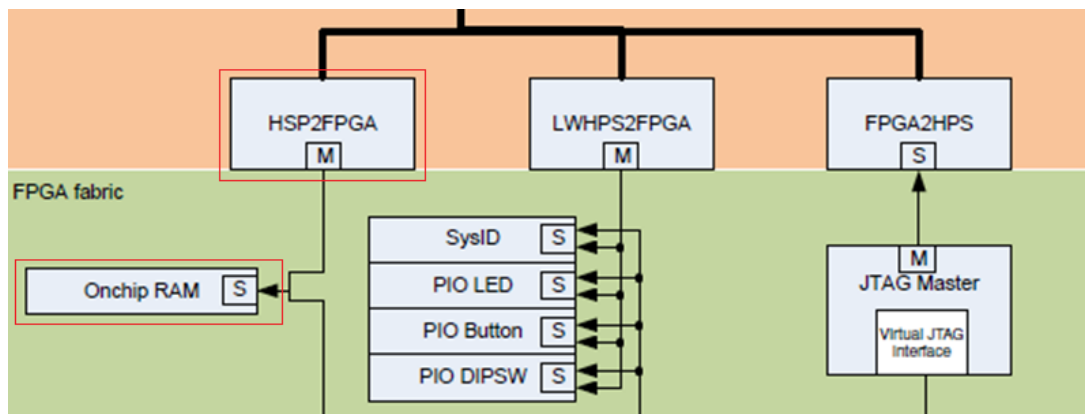 HSP2FPGA
M
LWHPS2FPGA
M
FPGA2HPS
S
FPGA fabric
SysID S
PIO LED S
PIO Button S
PIO DIPSW S
Onchip RAM S
M
JTAG Master
Virtual JTAG
Interface